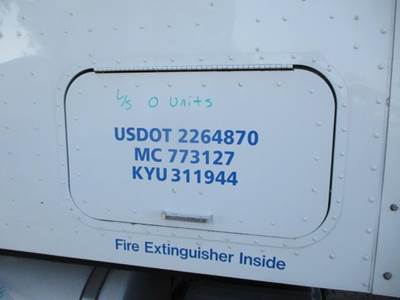 L/S 0 Units
USDOT 2264870
MC 773127
KYU 311944
Fire Extinguisher Inside